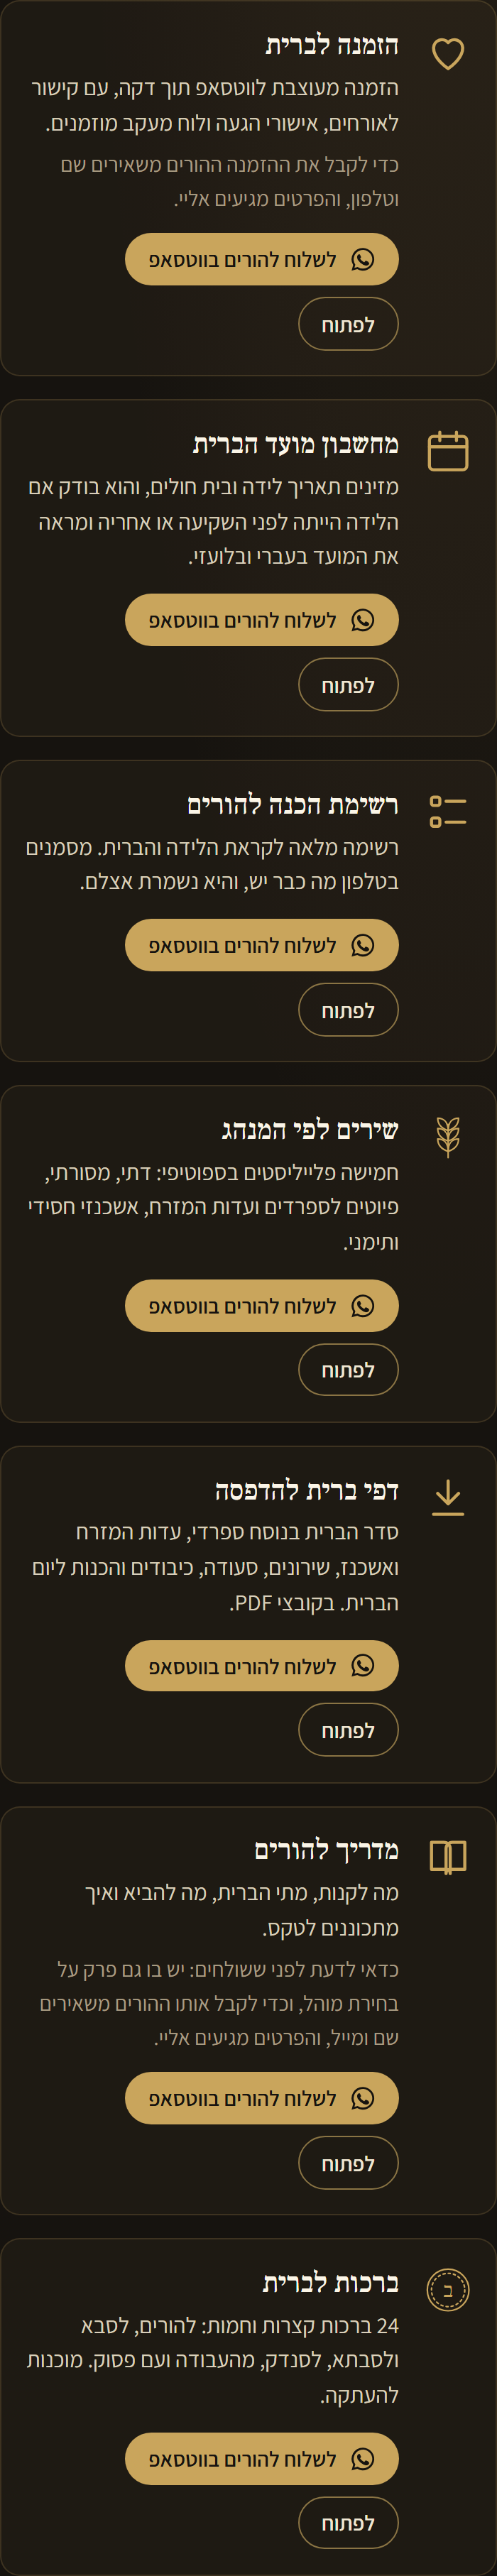 הזמנה לברית
הזמנה מעוצבת לווטסאפ תוך דקה, עם קישור
לאורחים, אישורי הגעה ולוח מעקב מוזמנים.
כדי לקבל את ההזמנה ההורים משאירים שם
וטלפון, והפרטים מגיעים אליי.
לשלוח להורים בווטסאפ
לפתוח
מחשבון מועד הברית
מזינים תאריך לידה ובית חולים, והוא בודק אם
הלידה הייתה לפני השקיעה או אחריה ומראה
את המועד בעברי ובלועזי.
לשלוח להורים בווטסאפ
לפתוח
רשימת הכנה להורים
רשימה מלאה לקראת הלידה והברית. מסמנים
בטלפון מה כבר יש, והיא נשמרת אצלם.
לשלוח להורים בווטסאפ
לפתוח
שירים לפי המנהג
חמישה פלייליסטים בספוטיפי: דתי, מסורתי,
פיוטים לספרדים ועדות המזרח, אשכנזי חסידי
ותימני.
לשלוח להורים בווטסאפ
לפתוח
דפי ברית להדפסה
סדר הברית בנוסח ספרדי, עדות המזרח
ואשכנז, שירונים, סעודה, כיבודים והכנות ליום
הברית. בקובצי PDF.
לשלוח להורים בווטסאפ
לפתוח
מדריך להורים
מה לקנות, מתי הברית, מה להביא ואיך
מתכוננים לטקס.
כדאי לדעת לפני ששולחים: יש בו גם פרק על
בחירת מוהל, וכדי לקבל אותו ההורים משאירים
שם ומייל, והפרטים מגיעים אליי.
לשלוח להורים בווטסאפ
לפתוח
ב
ברכות לברית
24 ברכות קצרות וחמות: להורים, לסבא
ולסבתא, לסנדק, מהעבודה ועם פסוק. מוכנות
להעתקה.
לשלוח להורים בווטסאפ
לפתוח